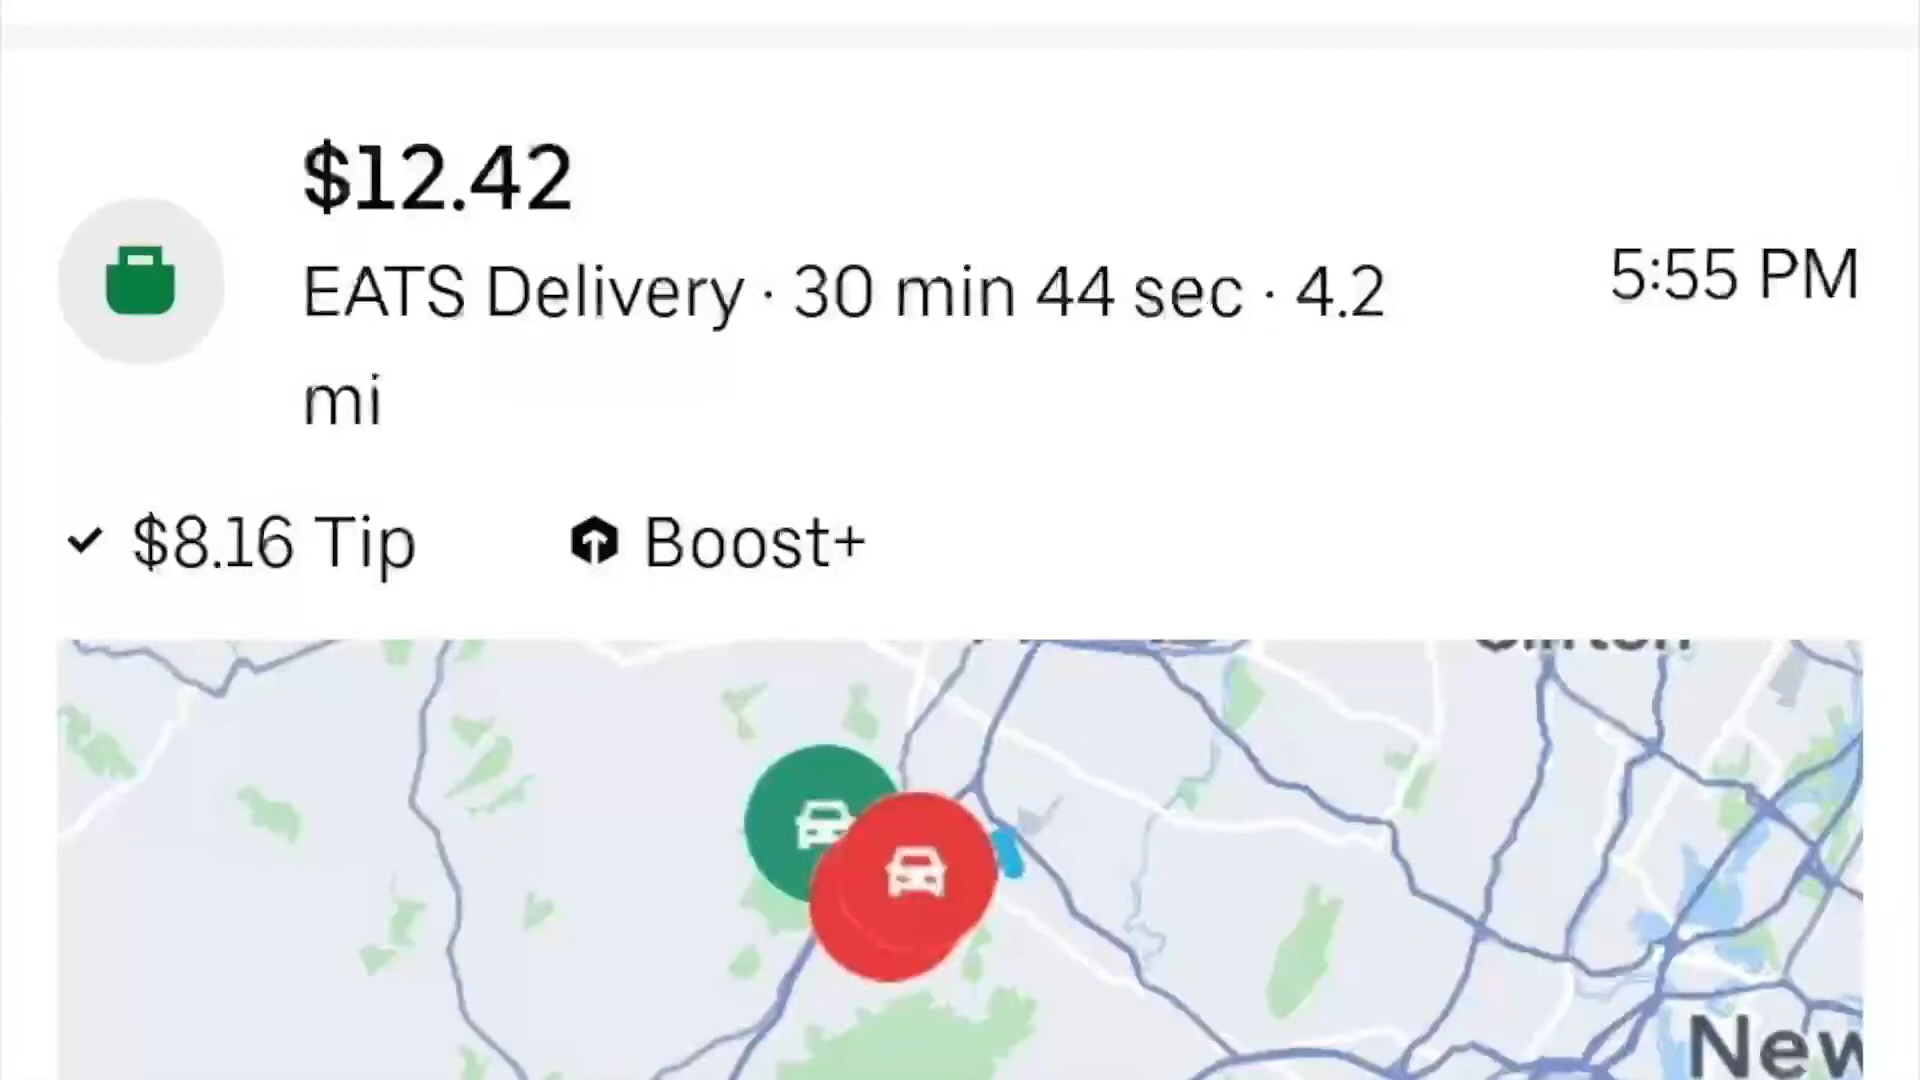 $12.42
EATS Delivery · 30 min 44 sec · 4.2
mi
5:55 PM
$8.16 Tip
Boost+
Clifton
New